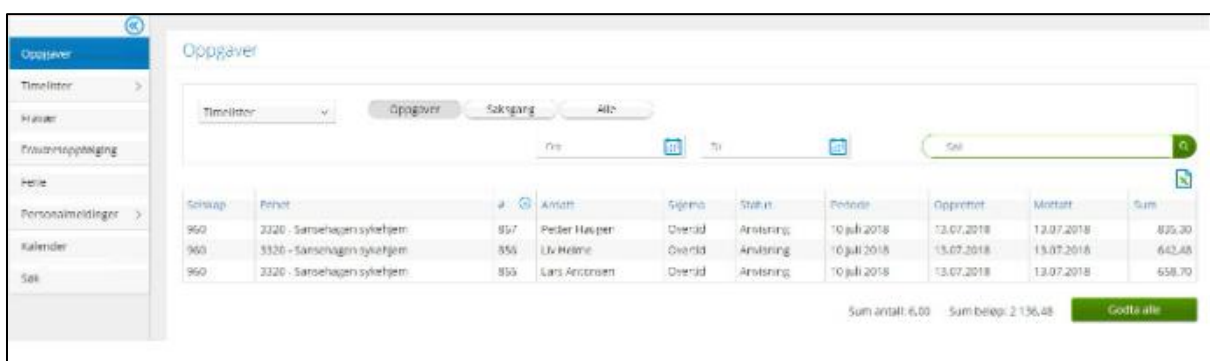 Oppgaver
Timelister
Fravær
Fraværsoppfølging
Ferie
Personalmeldinger
Kalender
Søk
Oppgaver
Timelister Oppgaver Saksgang Alle
Fra Til Søk
Selskap Enhet # Ansatt Skjema Status Periode Opprettet Mottatt Sum
960 3320 - Sansehagen sykehjem 857 Petter Haugen Overtid Anvisning 10 juli 2018 13.07.2018 13.07.2018 835,30
960 3320 - Sansehagen sykehjem 856 Liv Helme Overtid Anvisning 10 juli 2018 13.07.2018 13.07.2018 642,48
960 3320 - Sansehagen sykehjem 855 Lars Antonsen Overtid Anvisning 10 juli 2018 13.07.2018 13.07.2018 658,70
Sum antall: 6,00 Sum beløp: 2 136,48 Godta alle